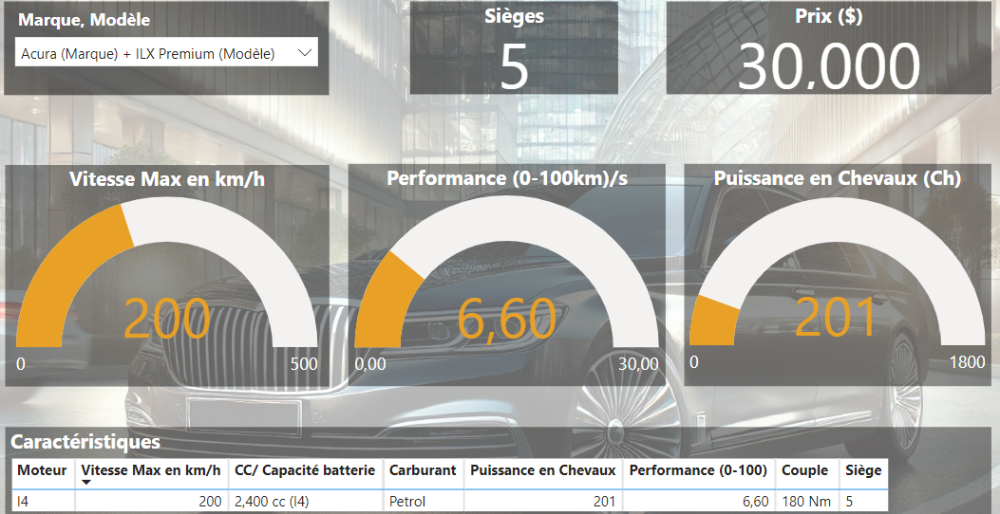 Marque, Modèle
Acura (Marque) + ILX Premium (Modèle)
Sièges
5
Prix ($)
30,000
Vitesse Max en km/h
200
0
500
Performance (0-100km)/s
6,60
0,00
30,00
Puissance en Chevaux (Ch)
201
0
1800
Caractéristiques
Moteur Vitesse Max en km/h CC/ Capacité batterie Carburant Puissance en Chevaux Performance (0-100) Couple Siège
I4 200 2,400 cc (I4) Petrol 201 6,60 180 Nm 5